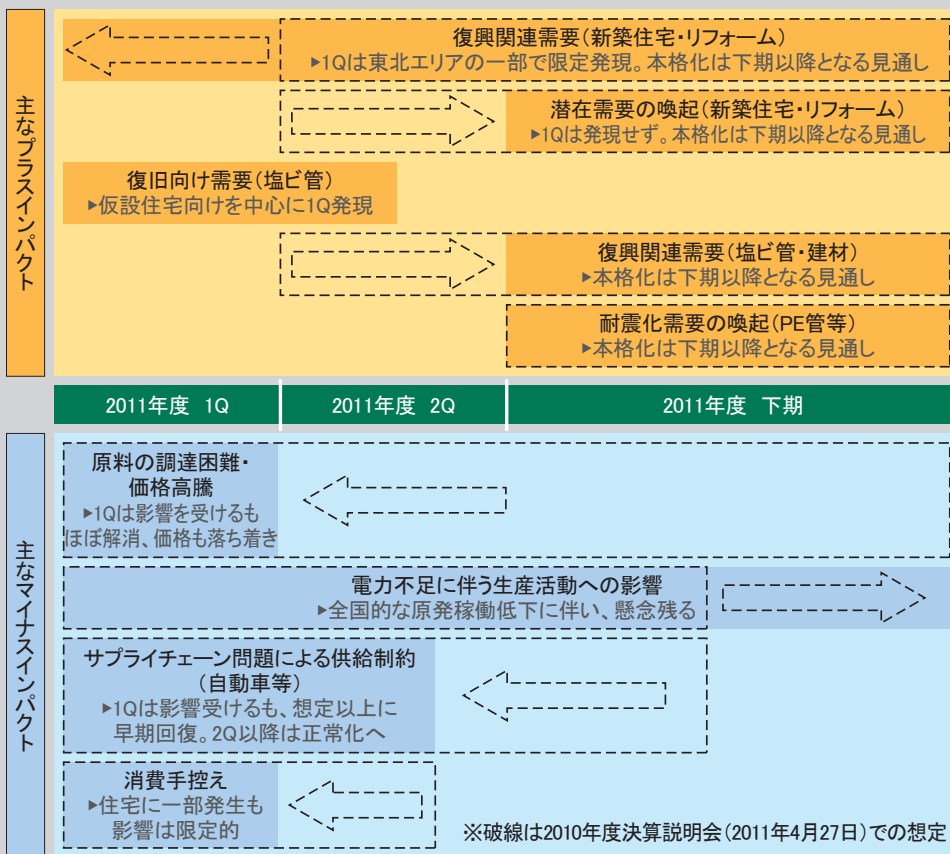 主なプラスインパクト
復興関連需要(新築住宅・リフォーム)
▶1Qは東北エリアの一部で限定発現。本格化は下期以降となる見通し
潜在需要の喚起(新築住宅・リフォーム)
▶1Qは発現せず。本格化は下期以降となる見通し
復旧向け需要(塩ビ管)
▶仮設住宅向けを中心に1Q発現
復興関連需要(塩ビ管・建材)
▶本格化は下期以降となる見通し
耐震化需要の喚起(PE管等)
▶本格化は下期以降となる見通し
2011年度 1Q
2011年度 2Q
2011年度 下期
主なマイナスインパクト
原料の調達困難・
価格高騰
▶1Qは影響を受けるも
ほぼ解消、価格も落ち着き
電力不足に伴う生産活動への影響
▶全国的な原発稼働低下に伴い、懸念残る
サプライチェーン問題による供給制約
(自動車等)
▶1Qは影響受けるも、想定以上に
早期回復。2Q以降は正常化へ
消費手控え
▶住宅に一部発生も
影響は限定的
※破線は2010年度決算説明会(2011年4月27日)での想定